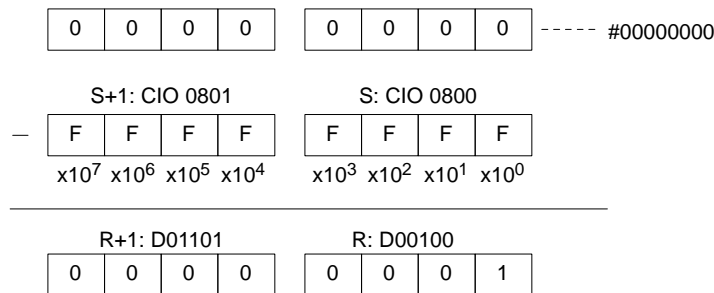 0 0 0 0 0 0 0 0 #00000000
S+1: CIO 0801 S: CIO 0800
– F F F F F F F F
x10⁷ x10⁶ x10⁵ x10⁴ x10³ x10² x10¹ x10⁰
R+1: D01101 R: D00100
0 0 0 0 0 0 0 1